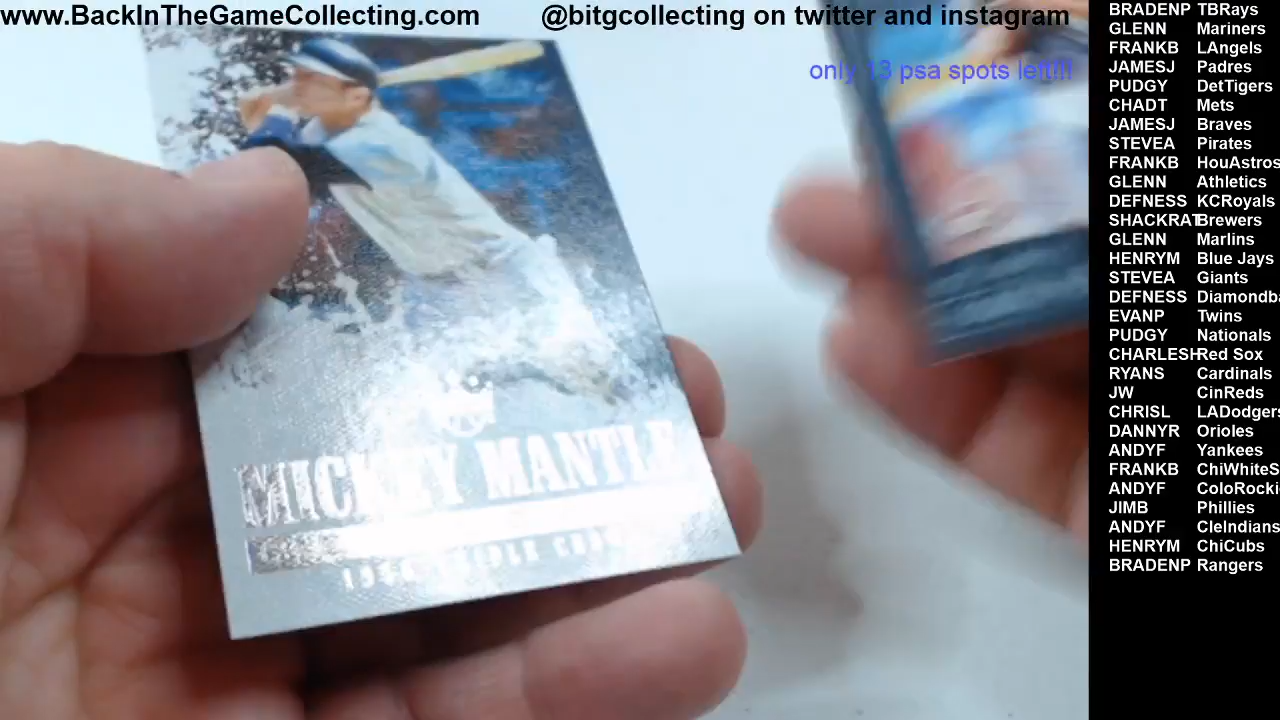 www.BackInTheGameCollecting.com
@bitgcollecting on twitter and instagram
only 13 psa spots left!!!
MICKEY MANTLE
BRADENP TBRays
GLENN Mariners
FRANKB LAngels
JAMESJ Padres
PUDGY DetTigers
CHADT Mets
JAMESJ Braves
STEVEA Pirates
FRANKB HouAstros
GLENN Athletics
DEFNESS KCRoyals
SHACKRAT Brewers
GLENN Marlins
HENRYM Blue Jays
STEVEA Giants
DEFNESS Diamondba
EVANP Twins
PUDGY Nationals
CHARLESH Red Sox
RYANS Cardinals
JW CinReds
CHRISL LADodgers
DANNYR Orioles
ANDYF Yankees
FRANKB ChiWhiteS
ANDYF ColoRocki
JIMB Phillies
ANDYF CleIndians
HENRYM ChiCubs
BRADENP Rangers